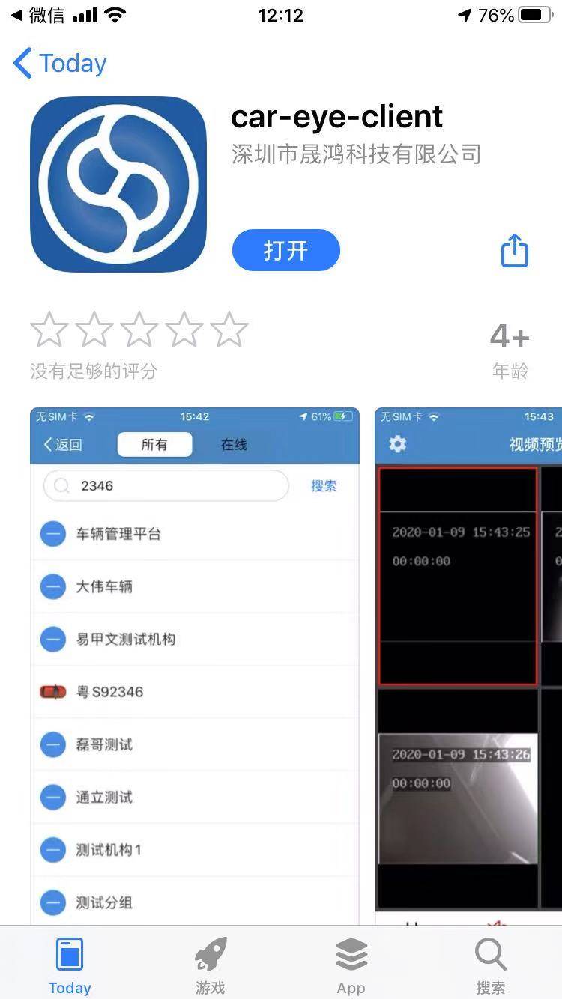 微信 12:12 76%
Today
car-eye-client
深圳市晟鸿科技有限公司
打开
4+
没有足够的评分 年龄
无SIM卡 15:42 61%
返回 所有 在线
2346 搜索
车辆管理平台
大伟车辆
易甲文测试机构
粤S92346
磊哥测试
通立测试
测试机构1
测试分组
无SIM卡 15:43
视频预览
2020-01-09 15:43:25
00:00:00
2020-01-09 15:43:26
00:00:00
Today 游戏 App 搜索